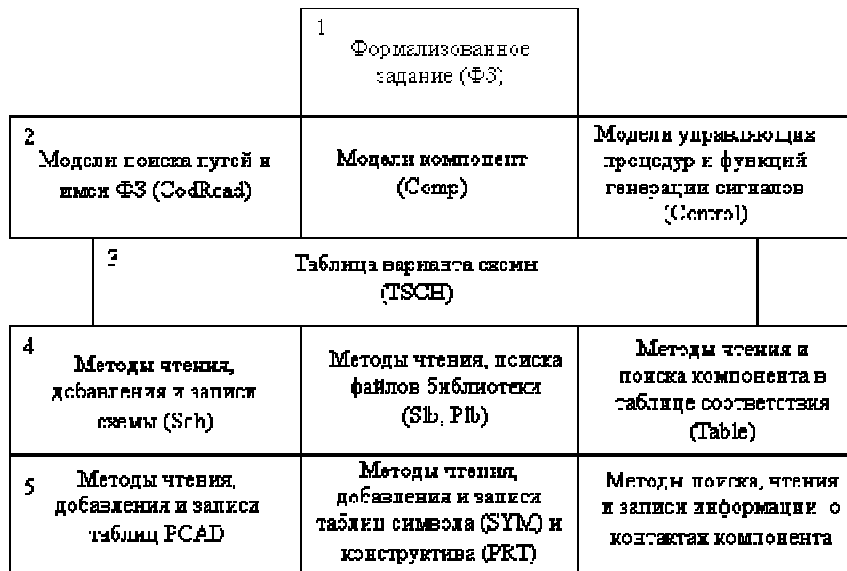 1
Формализованное
задание (ФЗ)
2
Модели поиска путей и
имен ФЗ (CodRead)
Модели компонент
(Comp)
Модели управляющих
процедур и функций
генерации сигналов
(Control)
3
Таблица варианта схемы
(TSCH)
4
Методы чтения,
добавления и записи
схемы (Sch)
Методы чтения, поиска
файлов библиотеки
(Slb, Plb)
Методы чтения и
поиска компонента в
таблице соответствия
(Table)
5
Методы чтения,
добавления и записи
таблиц PCAD
Методы чтения,
добавления и записи
таблиц символа (SYM) и
конструктива (PRT)
Методы поиска, чтения
и записи информации о
контактах компонента